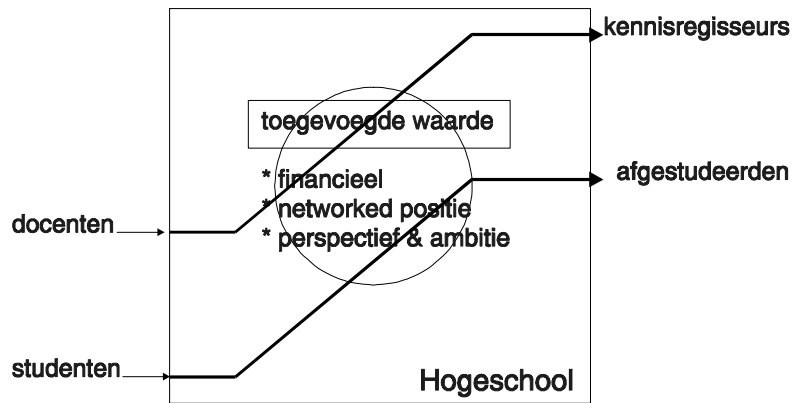 kennisregisseurs
toegevoegde waarde
afgestudeerden
* financieel
* networked positie
docenten
* perspectief & ambitie
studenten
Hogeschool